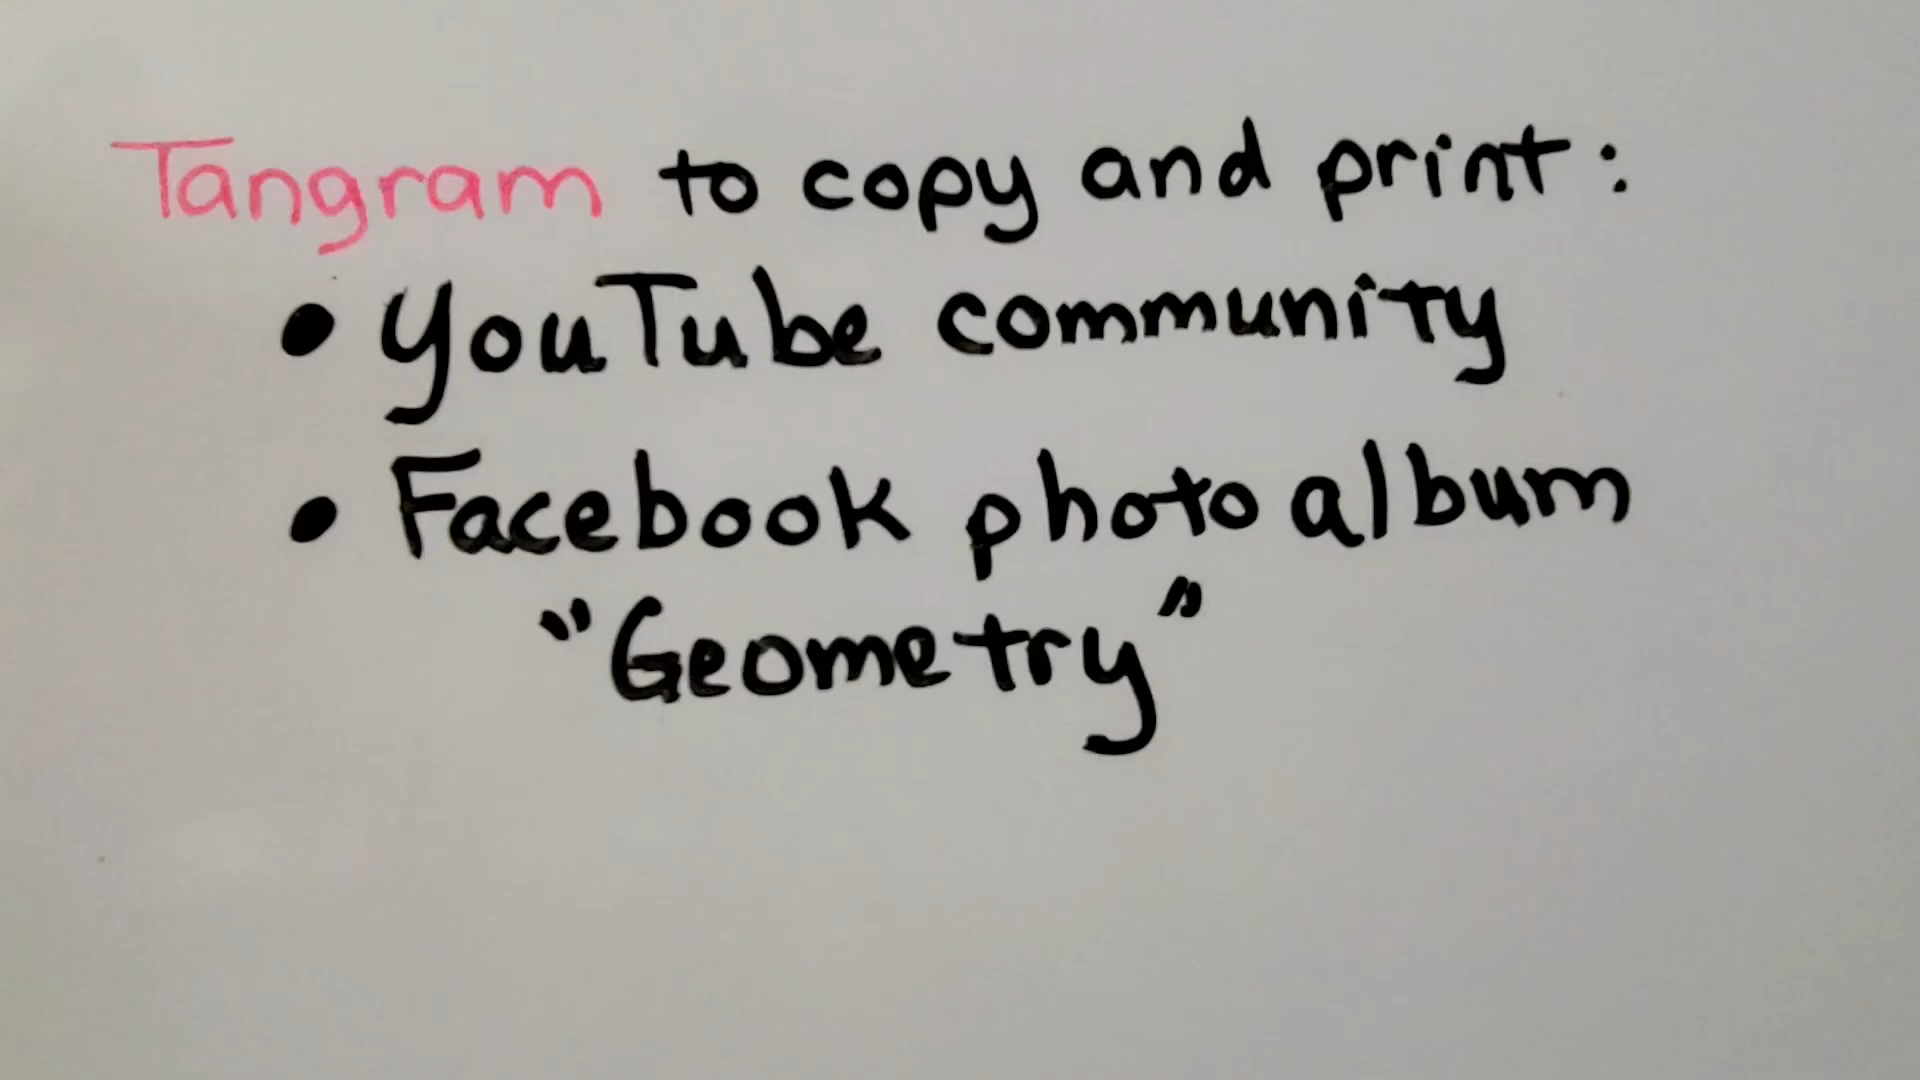 Tangram to copy and print:
• YouTube community
• Facebook photo album
"Geometry"